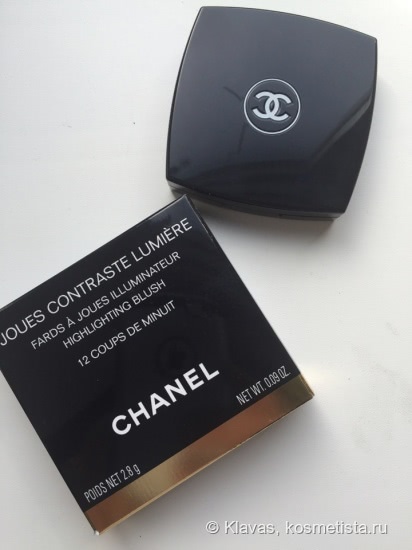 JOUES CONTRASTE LUMIÈRE
FARDS À JOUES ILLUMINATEUR
HIGHLIGHTING BLUSH
12 COUPS DE MINUIT
CHANEL
POIDS NET 2.8 g
NET WT. 0.09 OZ.
© Klavas, kosmetista.ru